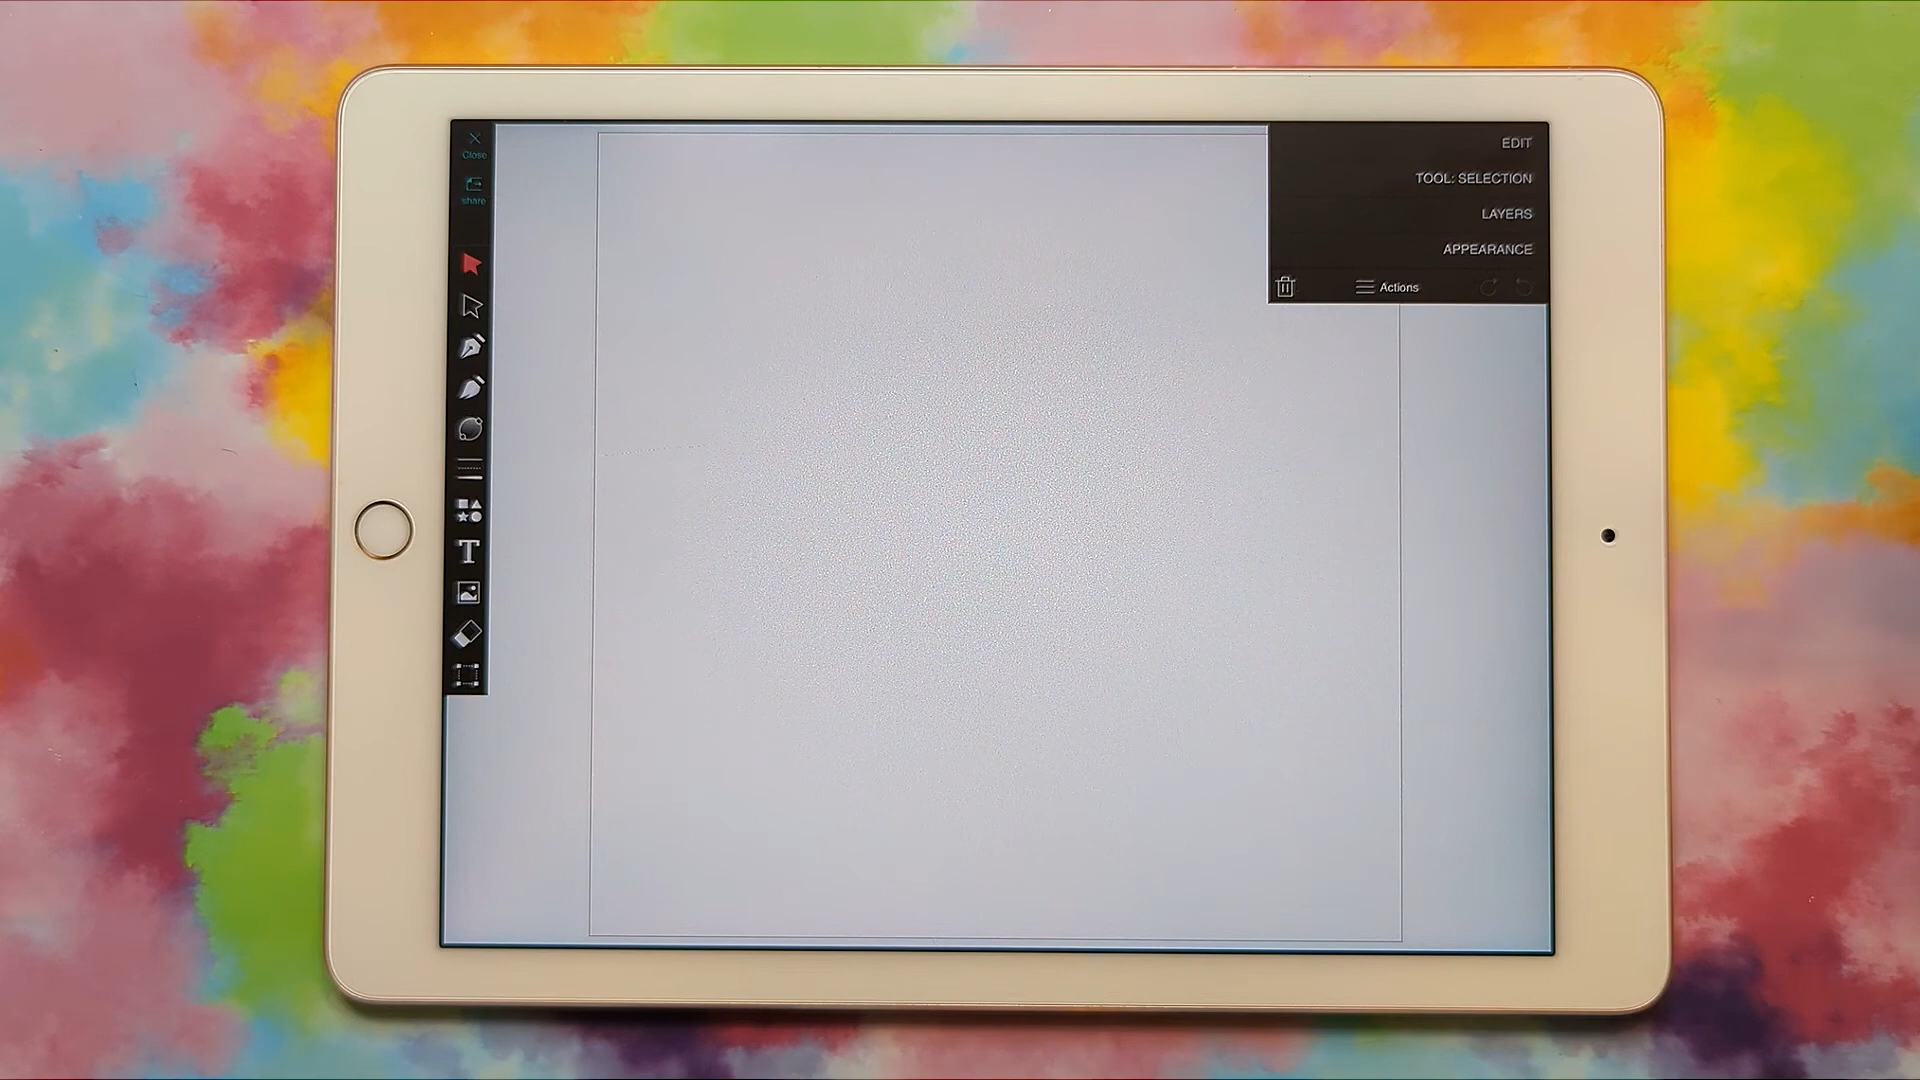 Close
share
EDIT
TOOL: SELECTION
LAYERS
APPEARANCE
Actions
T